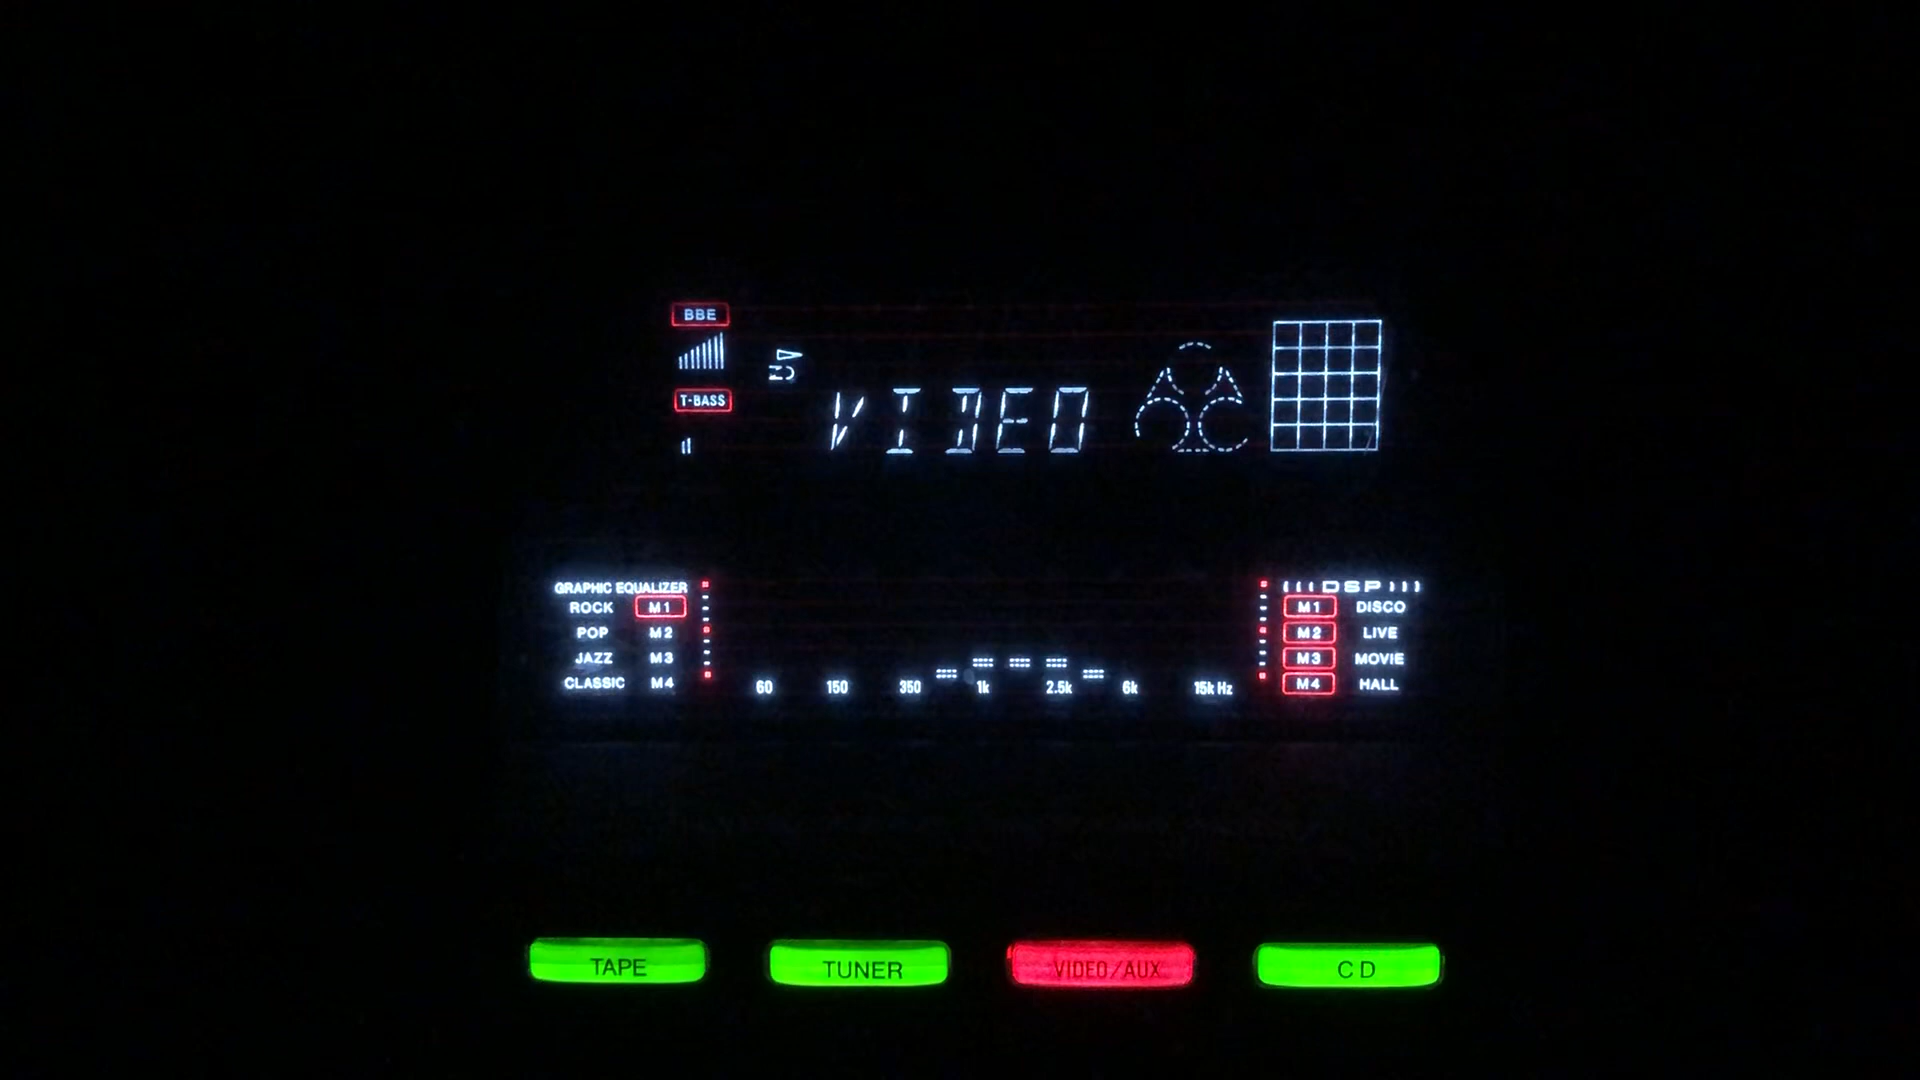 BBE
T-BASS
VIDEO
GRAPHIC EQUALIZER
ROCK M1
POP M2
JAZZ M3
CLASSIC M4
60 150 350 1k 2.5k 6k 15k Hz
DSP
M1 DISCO
M2 LIVE
M3 MOVIE
M4 HALL
TAPE TUNER VIDEO/AUX CD